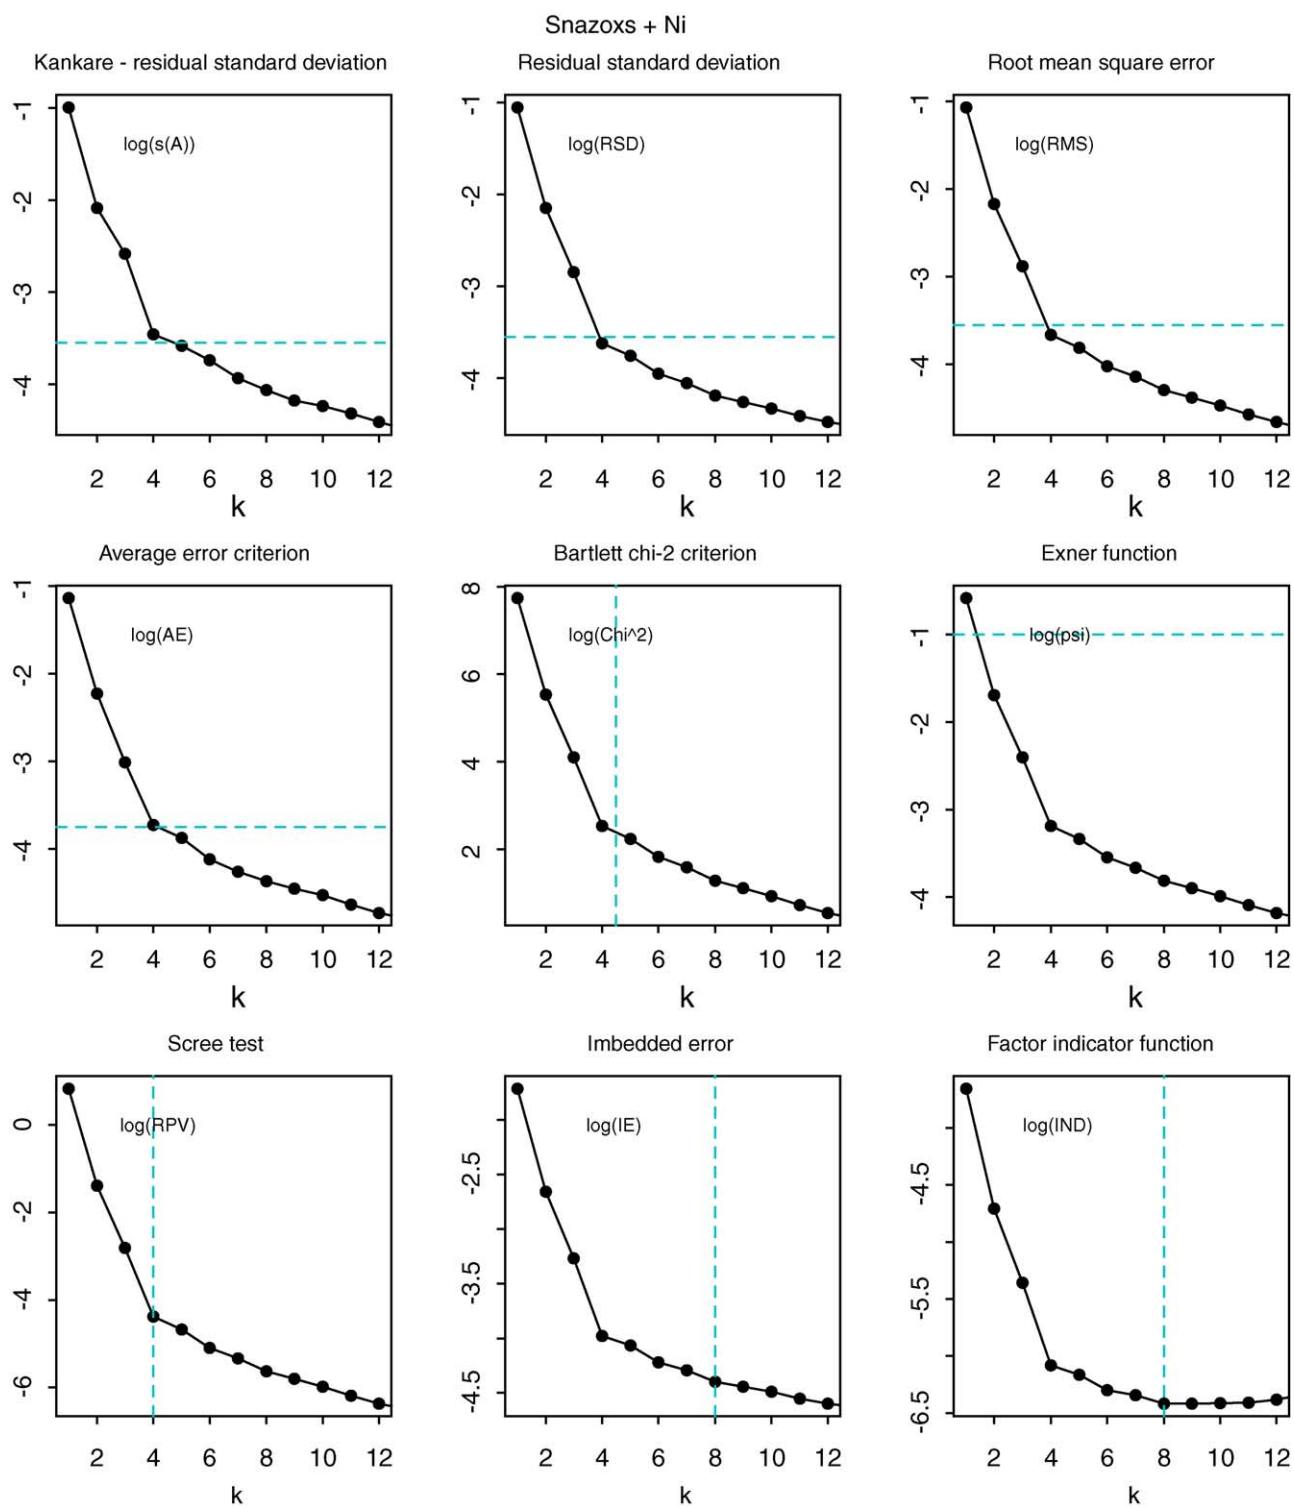 Snazoxs + Ni
Kankare - residual standard deviation
-1
-2
-3
-4
log(s(A))
2 4 6 8 10 12
k
Residual standard deviation
-1
-2
-3
-4
log(RSD)
2 4 6 8 10 12
Root mean square error
-1
-2
-3
-4
log(RMS)
2 4 6 8 10 12
k
Average error criterion
-1
-2
-3
-4
log(AE)
2 4 6 8 10 12
k
Bartlett chi-2 criterion
8
6
4
2
log(Chi^2)
2 4 6 8 10 12
Exner function
-1
-2
-3
-4
log(psi)
2 4 6 8 10 12
k
Scree test
0
-2
-4
-6
log(RPV)
2 4 6 8 10 12
k
Imbedded error
-2.5
-3.5
-4.5
log(IE)
2 4 6 8 10 12
k
Factor indicator function
-4.5
-5.5
-6.5
log(IND)
2 4 6 8 10 12
k